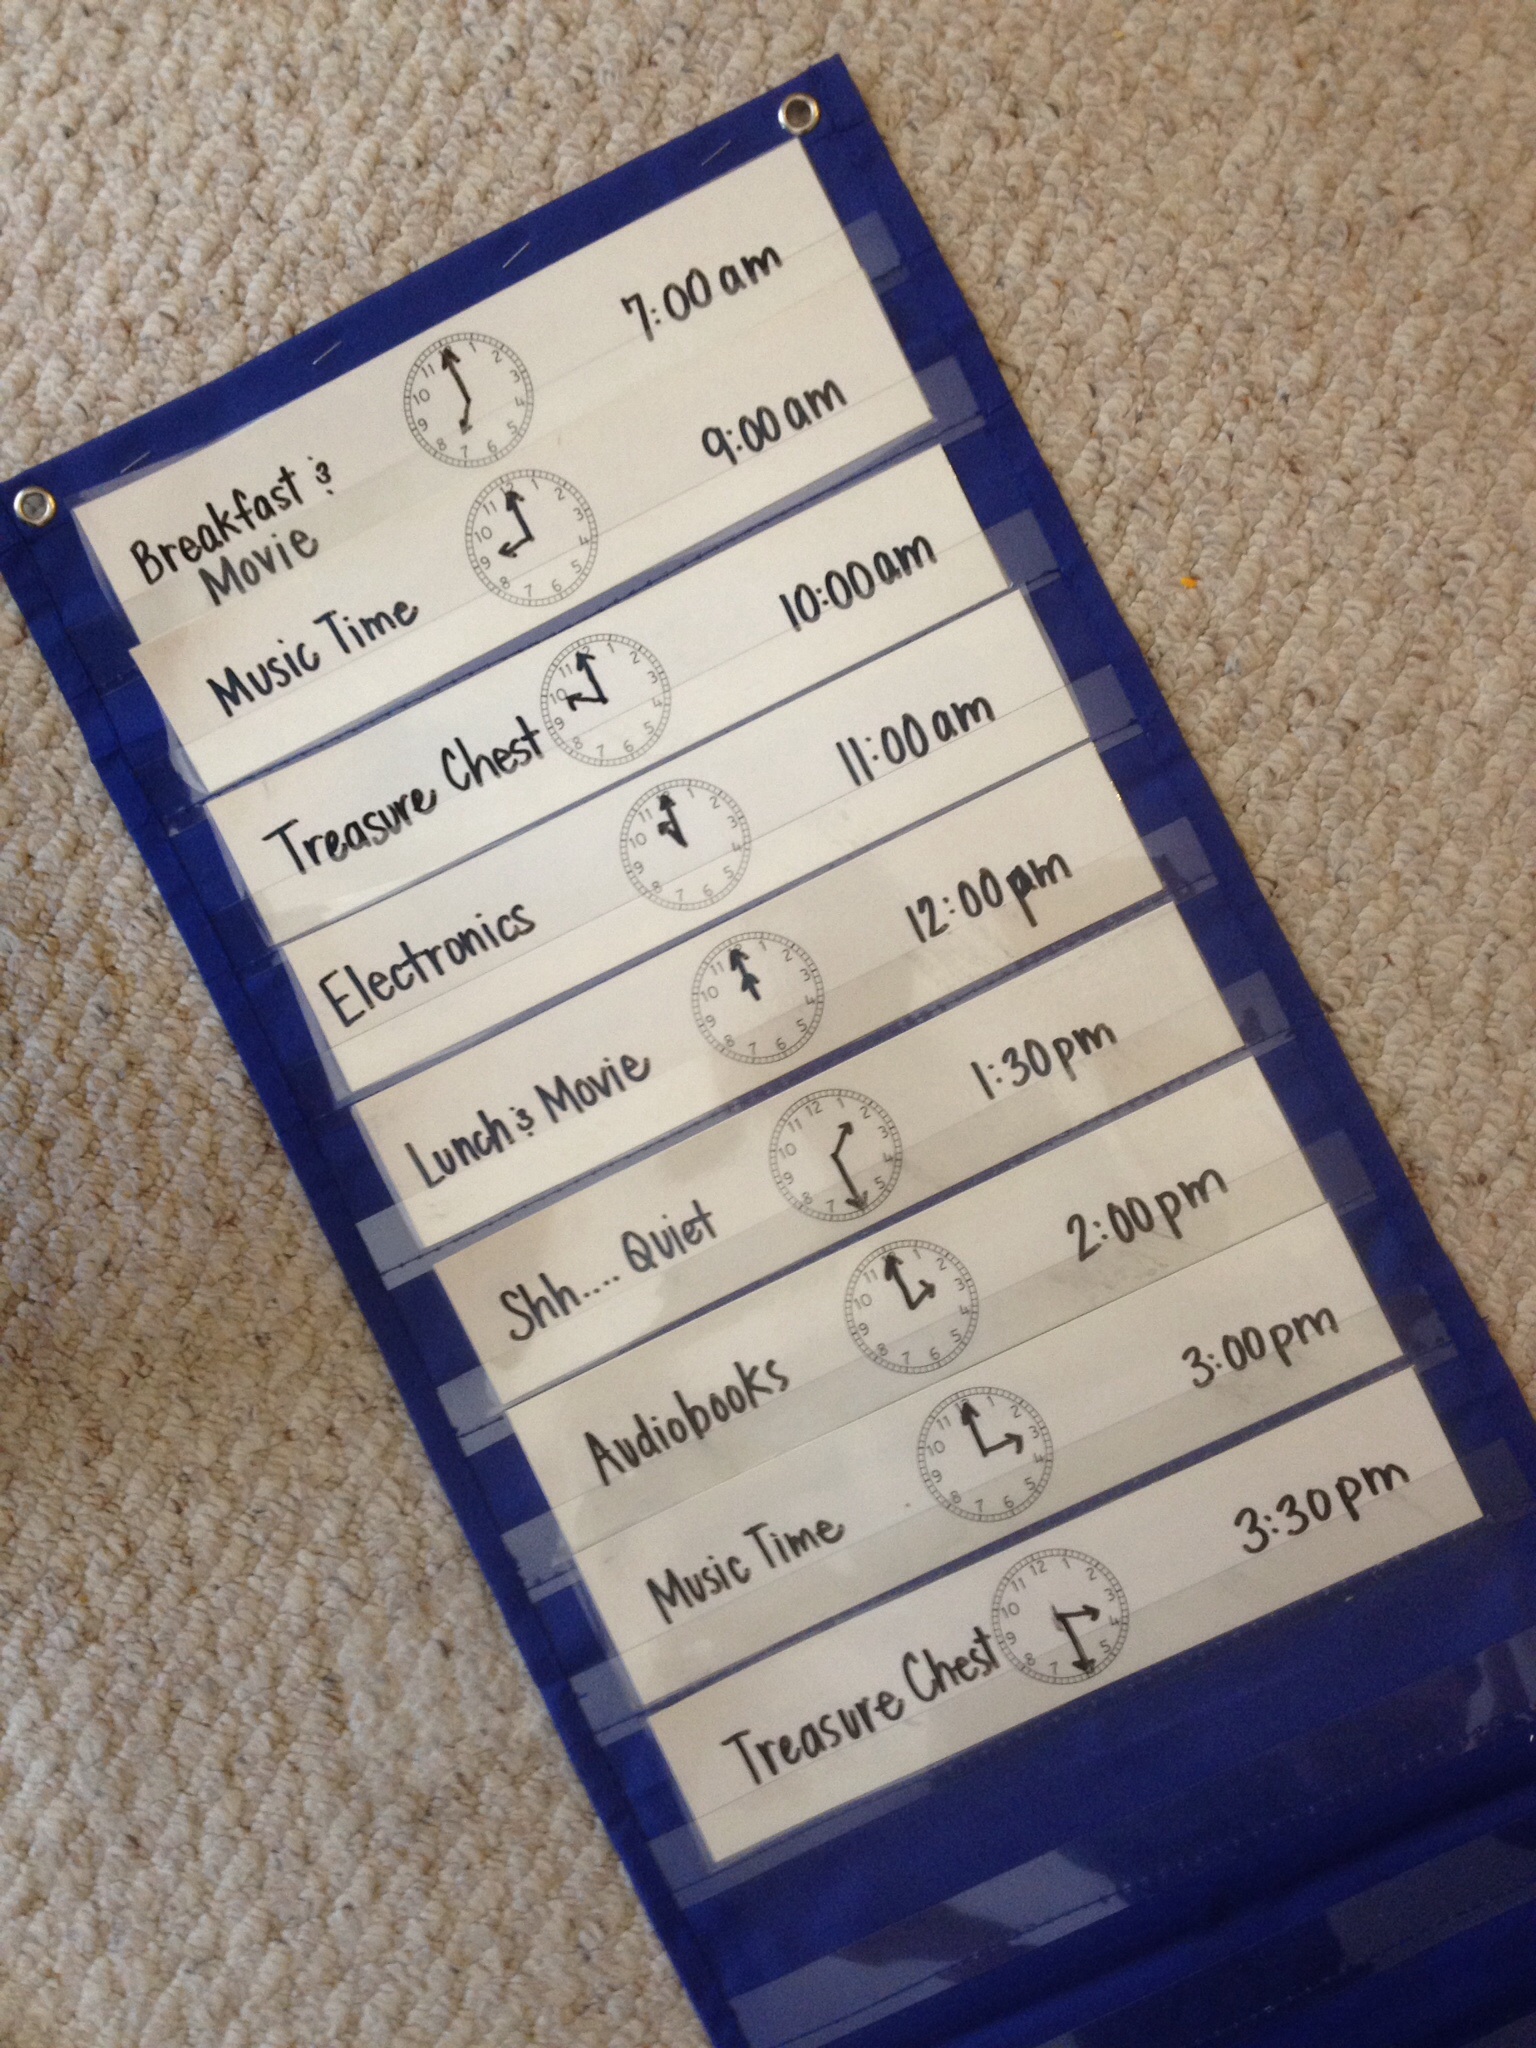 Breakfast & 7:00 am
Movie
Music Time 9:00 am
Treasure Chest 10:00 am
Electronics 11:00 am
Lunch & Movie 12:00 pm
Shh.... Quiet 1:30 pm
Audiobooks 2:00 pm
Music Time 3:00 pm
Treasure Chest 3:30 pm